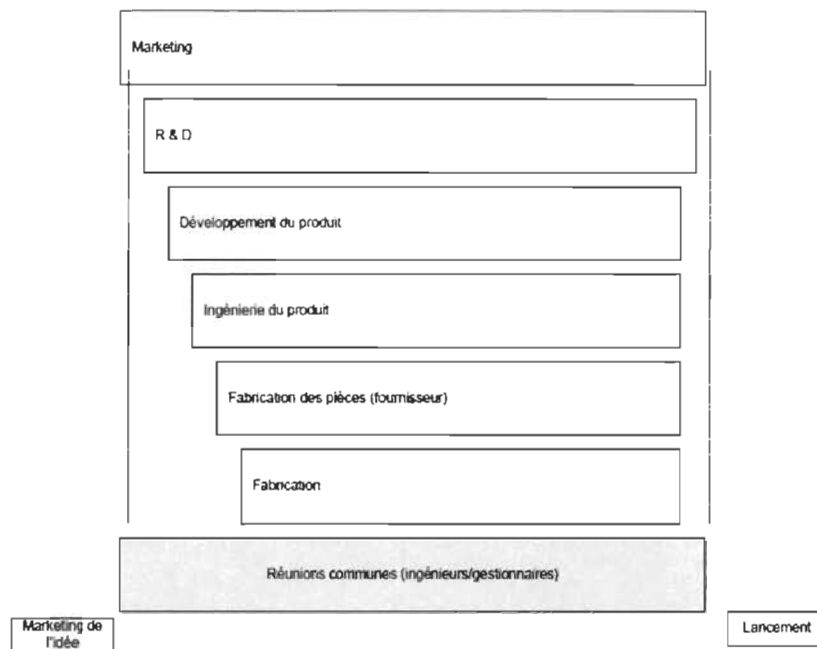 Marketing
R & D
Développement du produit
Ingénierie du produit
Fabrication des pièces (fournisseur)
Fabrication
Réunions communes (ingénieurs/gestionnaires)
Marketing de
l'idée
Lancement